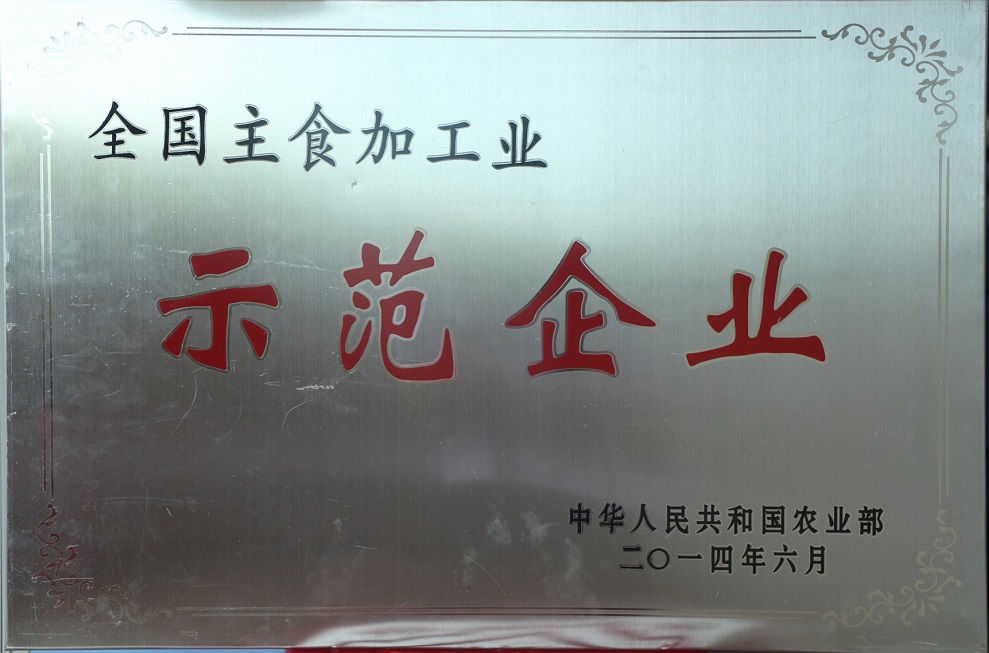 全国主食加工业
示范企业
中华人民共和国农业部
二〇一四年六月